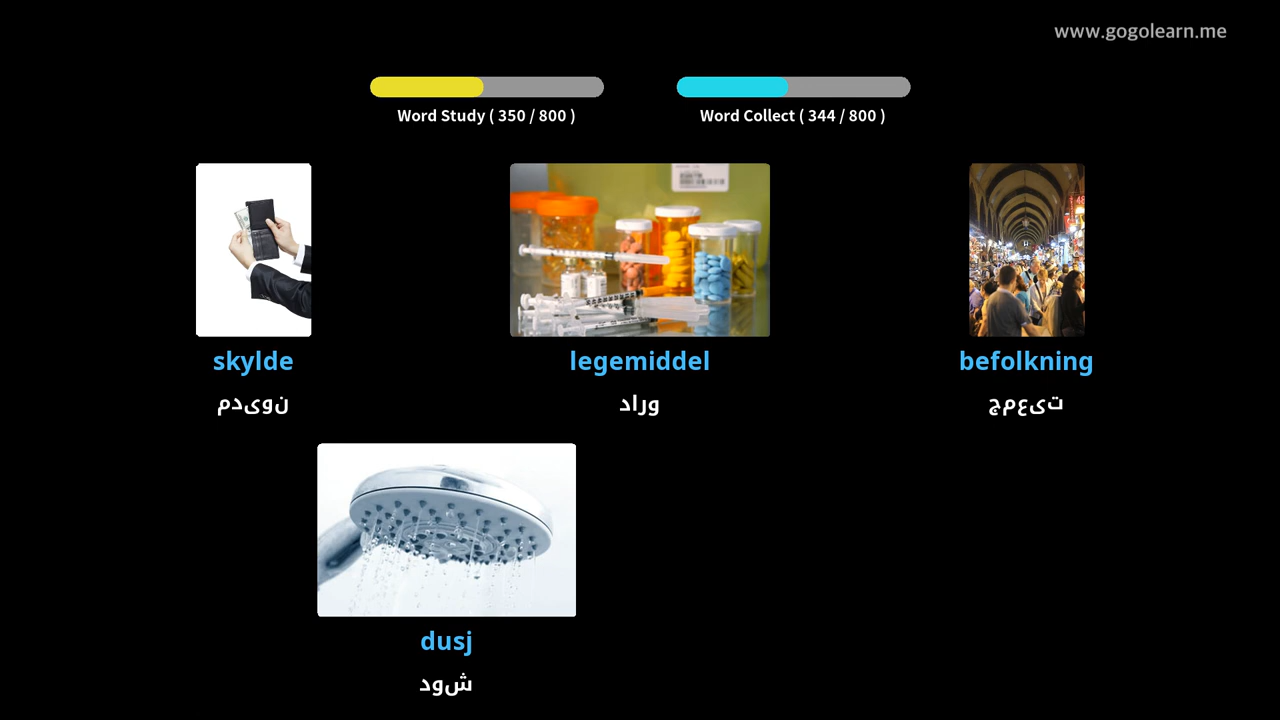 www.gogolearn.me
Word Study ( 350 / 800 )
Word Collect ( 344 / 800 )
skylde
نویدم
legemiddel
وراد
befolkning
تیعمج
dusj
شود